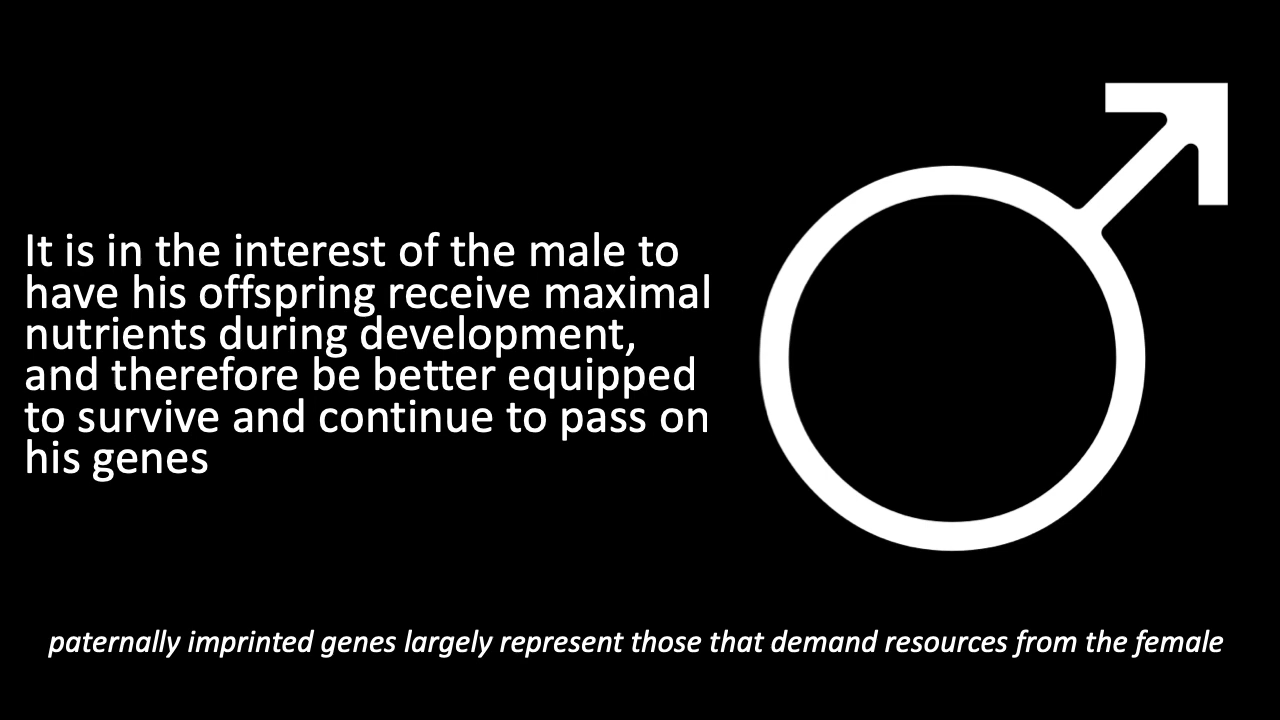 It is in the interest of the male to
have his offspring receive maximal
nutrients during development,
and therefore be better equipped
to survive and continue to pass on
his genes
paternally imprinted genes largely represent those that demand resources from the female